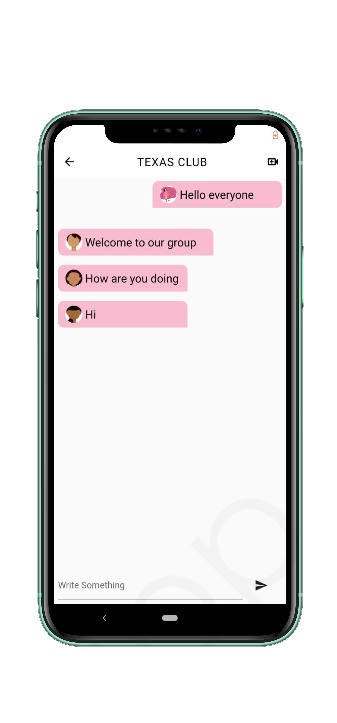 TEXAS CLUB
Hello everyone
Welcome to our group
How are you doing
Hi
Write Something